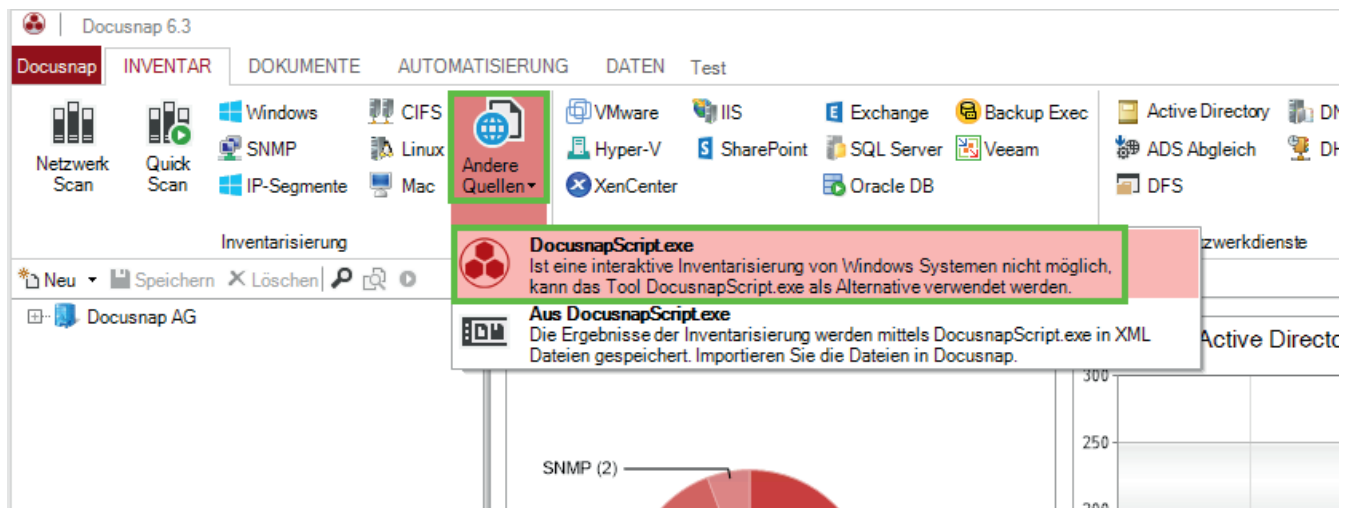 Docusnap 6.3
Docusnap INVENTAR DOKUMENTE AUTOMATISIERUNG DATEN Test
Windows CIFS VMware IIS Exchange Backup Exec Active Directory
SNMP Linux Hyper-V SharePoint SQL Server Veeam ADS Abgleich
IP-Segmente Mac XenCenter Oracle DB DFS
Netzwerk Scan
Quick Scan
Andere Quellen
Inventarisierung
zwerkdienste
Neu Speichern Löschen
DocusnapScript.exe
Ist eine interaktive Inventarisierung von Windows Systemen nicht möglich,
kann das Tool DocusnapScript.exe als Alternative verwendet werden.
Aus DocusnapScript.exe
Die Ergebnisse der Inventarisierung werden mittels DocusnapScript.exe in XML
Dateien gespeichert. Importieren Sie die Dateien in Docusnap.
Docusnap AG
Active Directo
300
250
SNMP (2)